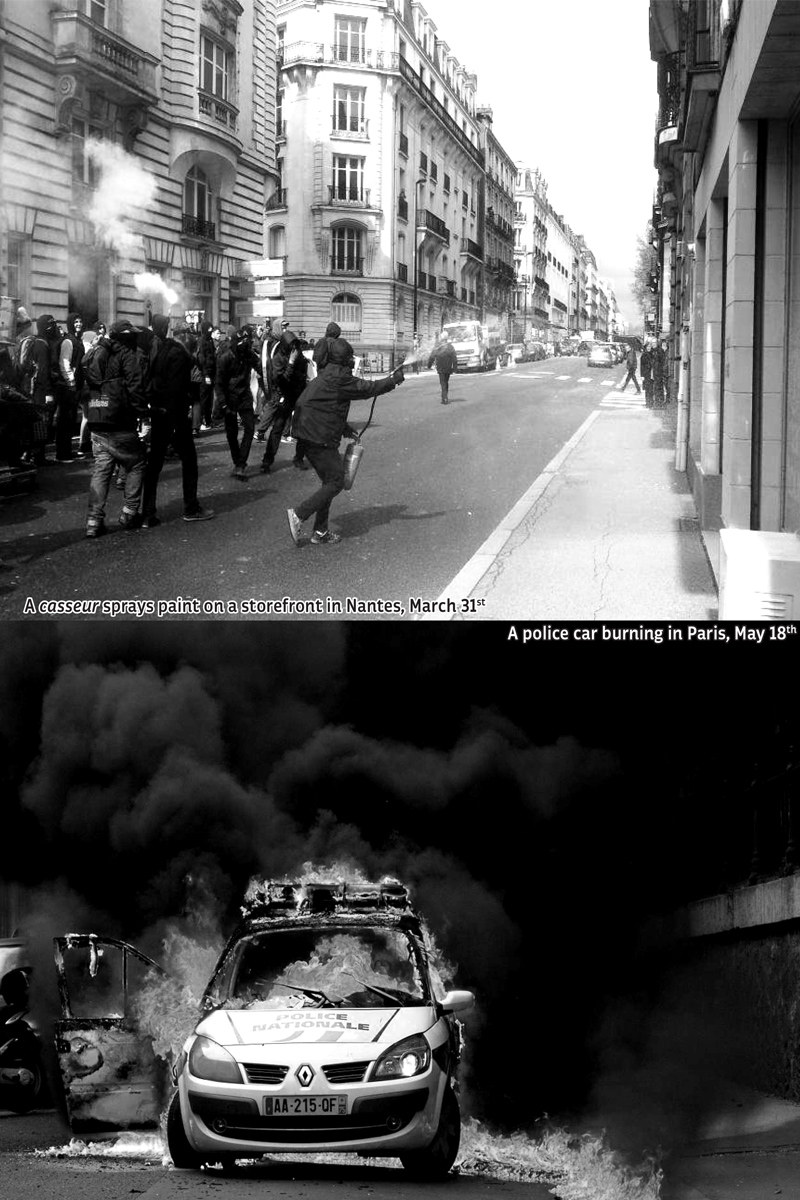 A casseur sprays paint on a storefront in Nantes, March 31st
A police car burning in Paris, May 18th
POLICE
NATIONALE
AA-215-QF